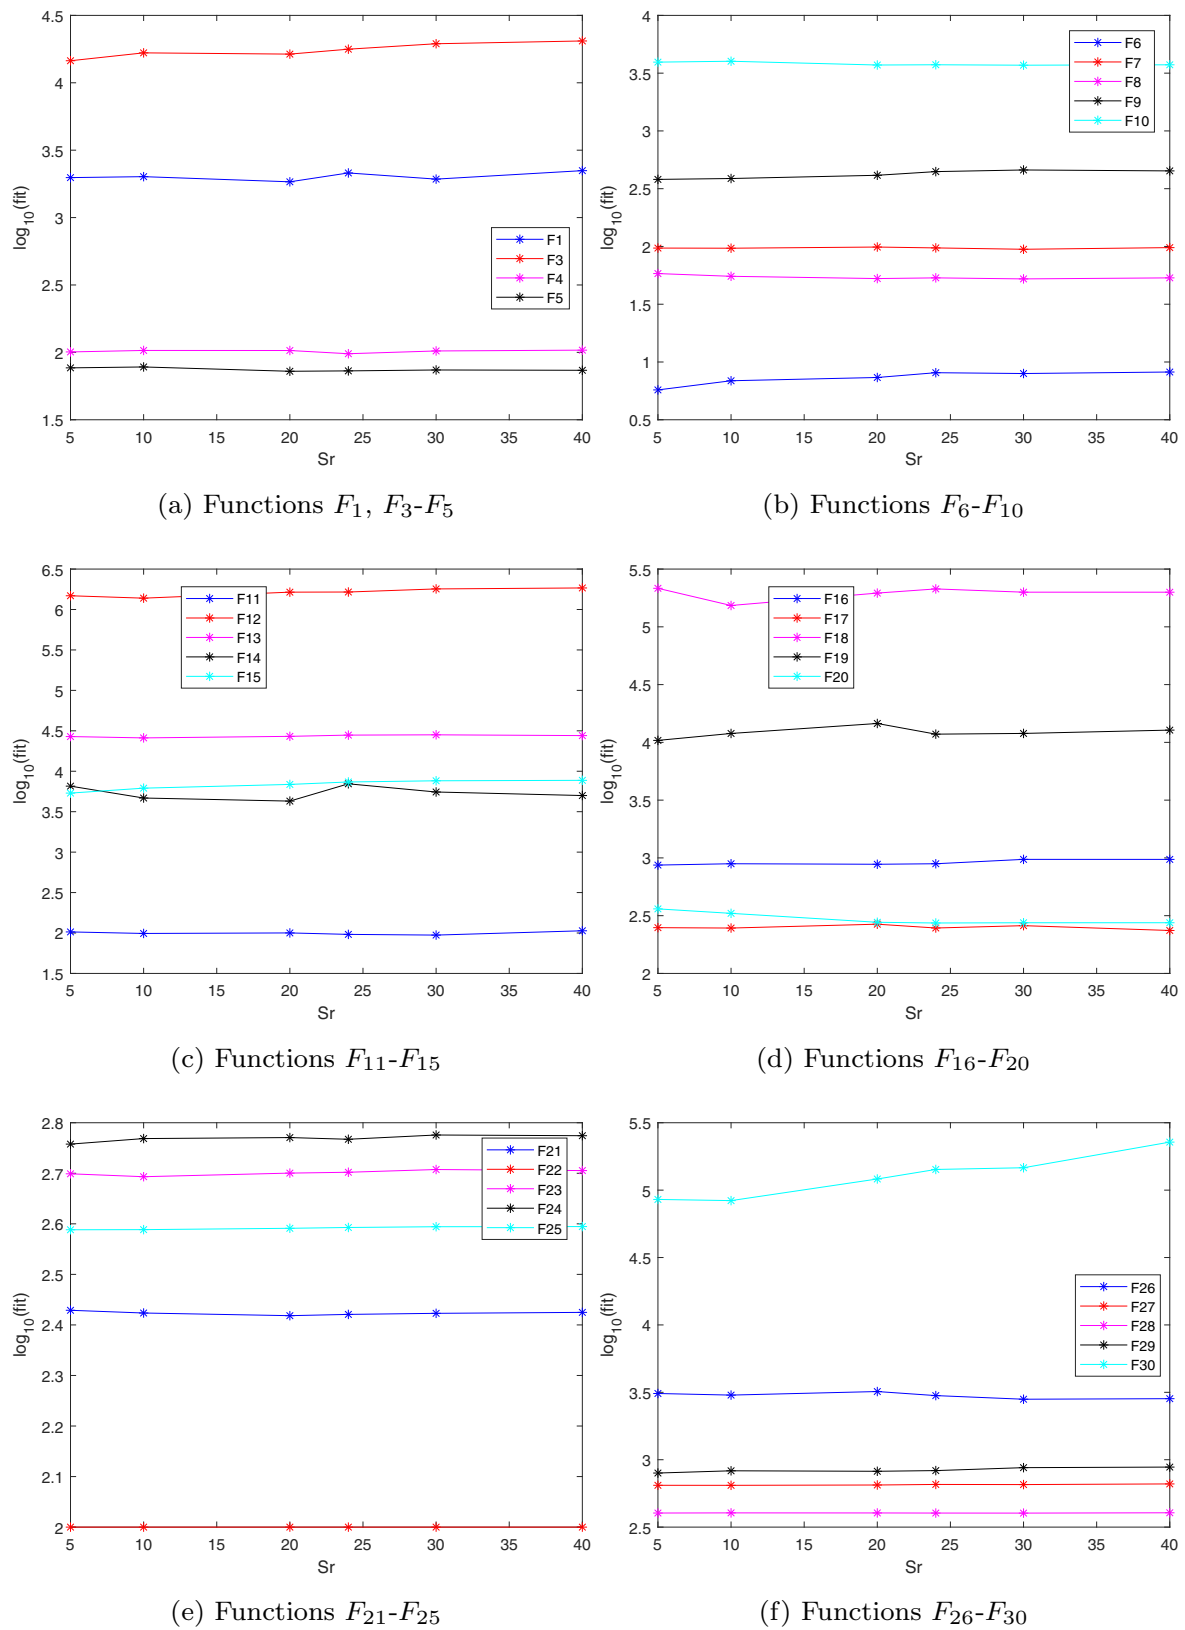 4.5
4
3.5
3
2.5
2
1.5
log10(fit)
5 10 15 20 25 30 35 40
Sr
F1
F3
F4
F5
(a) Functions F1, F3-F5
4
3.5
3
2.5
2
1.5
1
0.5
log10(fit)
5 10 15 20 25 30 35 40
Sr
F6
F7
F8
F9
F10
(b) Functions F6-F10
6.5
6
5.5
5
4.5
4
3.5
3
2.5
2
1.5
log10(fit)
5 10 15 20 25 30 35 40
Sr
F11
F12
F13
F14
F15
(c) Functions F11-F15
5.5
5
4.5
4
3.5
3
2.5
2
log10(fit)
5 10 15 20 25 30 35 40
Sr
F16
F17
F18
F19
F20
(d) Functions F16-F20
2.8
2.7
2.6
2.5
2.4
2.3
2.2
2.1
2
log10(fit)
5 10 15 20 25 30 35 40
Sr
F21
F22
F23
F24
F25
(e) Functions F21-F25
5.5
5
4.5
4
3.5
3
2.5
log10(fit)
5 10 15 20 25 30 35 40
Sr
F26
F27
F28
F29
F30
(f) Functions F26-F30